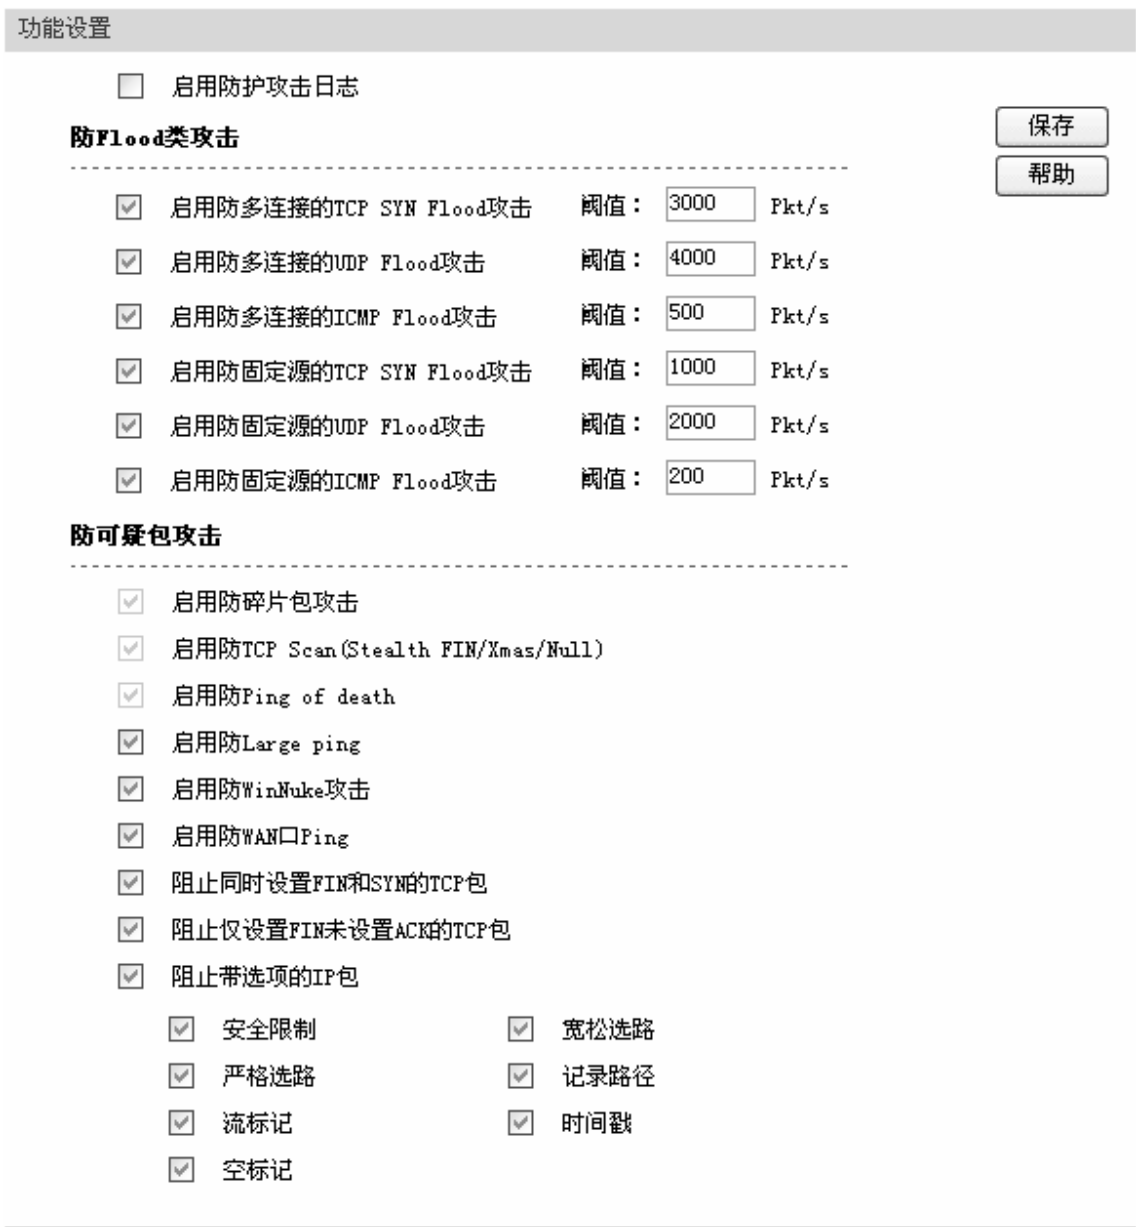 功能设置
启用防护攻击日志
保存
帮助
防Flood类攻击
启用防多连接的TCP SYN Flood攻击 阈值： 3000 Pkt/s
启用防多连接的UDP Flood攻击 阈值： 4000 Pkt/s
启用防多连接的ICMP Flood攻击 阈值： 500 Pkt/s
启用防固定源的TCP SYN Flood攻击 阈值： 1000 Pkt/s
启用防固定源的UDP Flood攻击 阈值： 2000 Pkt/s
启用防固定源的ICMP Flood攻击 阈值： 200 Pkt/s
防可疑包攻击
启用防碎片包攻击
启用防TCP Scan(Stealth FIN/Xmas/Null)
启用防Ping of death
启用防Large ping
启用防WinNuke攻击
启用防WAN口Ping
阻止同时设置FIN和SYN的TCP包
阻止仅设置FIN未设置ACK的TCP包
阻止带选项的IP包
安全限制 宽松选路
严格选路 记录路径
流标记 时间戳
空标记